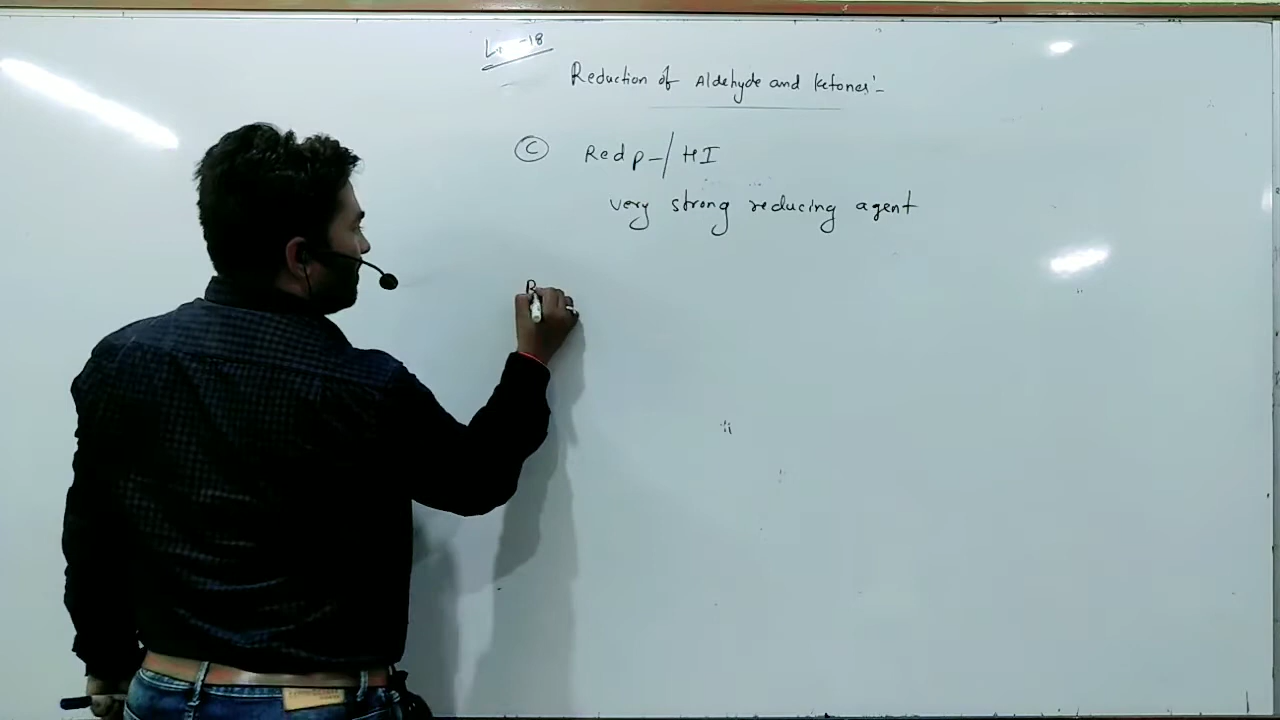 L -18
Reduction of Aldehyde and Ketones:-
C Red P-/HI
very strong reducing agent
R